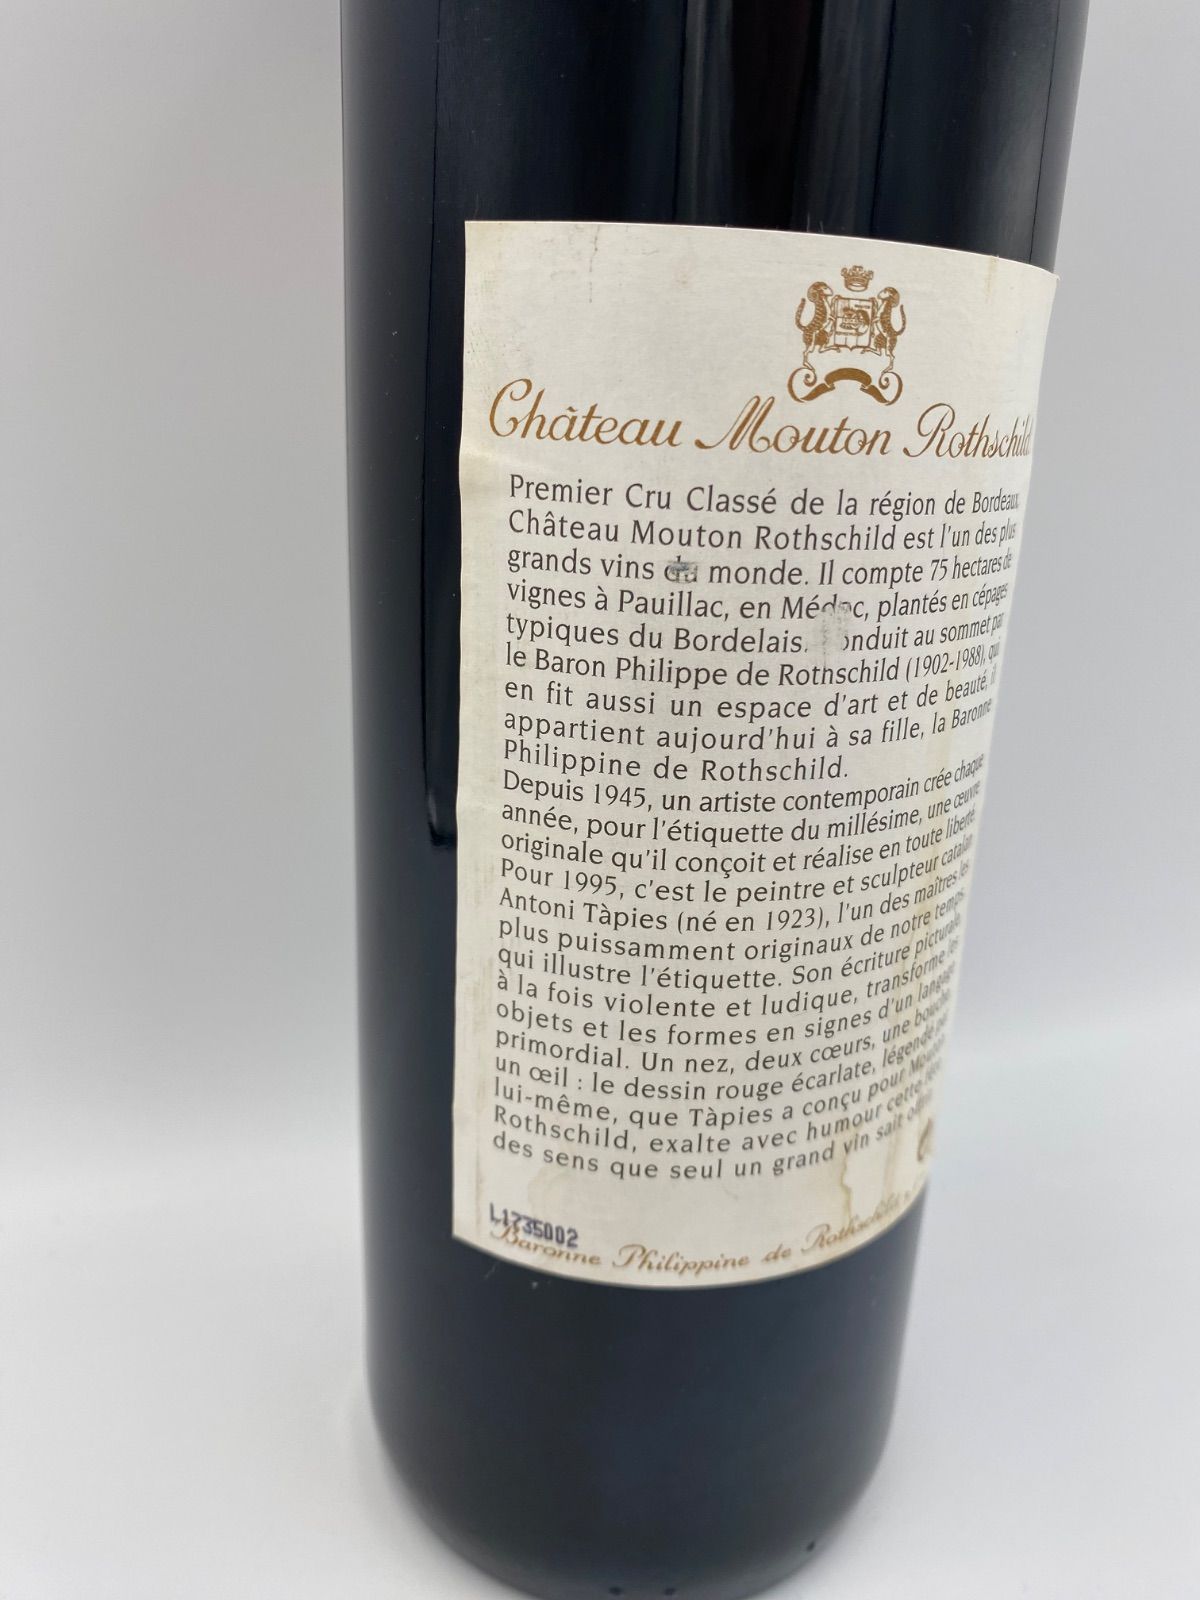 Château Mouton Rothschild
Premier Cru Classé de la région de Bordeaux,
Château Mouton Rothschild est l'un des plus
grands vins du monde. Il compte 75 hectares de
vignes à Pauillac, en Médoc, plantés en cépages
typiques du Bordelais. Conduit au sommet par
le Baron Philippe de Rothschild (1902-1988), qui
en fit aussi un espace d'art et de beauté, il
appartient aujourd'hui à sa fille, la Baronne
Philippine de Rothschild.
Depuis 1945, un artiste contemporain crée chaque
année, pour l'étiquette du millésime, une œuvre
originale qu'il conçoit et réalise en toute liberté.
Pour 1995, c'est le peintre et sculpteur catalan
Antoni Tàpies (né en 1923), l'un des maîtres les
plus puissamment originaux de notre temps,
qui illustre l'étiquette. Son écriture picturale,
à la fois violente et ludique, transforme les
objets et les formes en signes d'un langage
primordial. Un nez, deux cœurs, une bouche,
un œil : le dessin rouge écarlate, légendé par
lui-même, que Tàpies a conçu pour Mouton
Rothschild, exalte avec humour cette
des sens que seul un grand vin sait
L1735002
Baronne Philippine de Rothschild